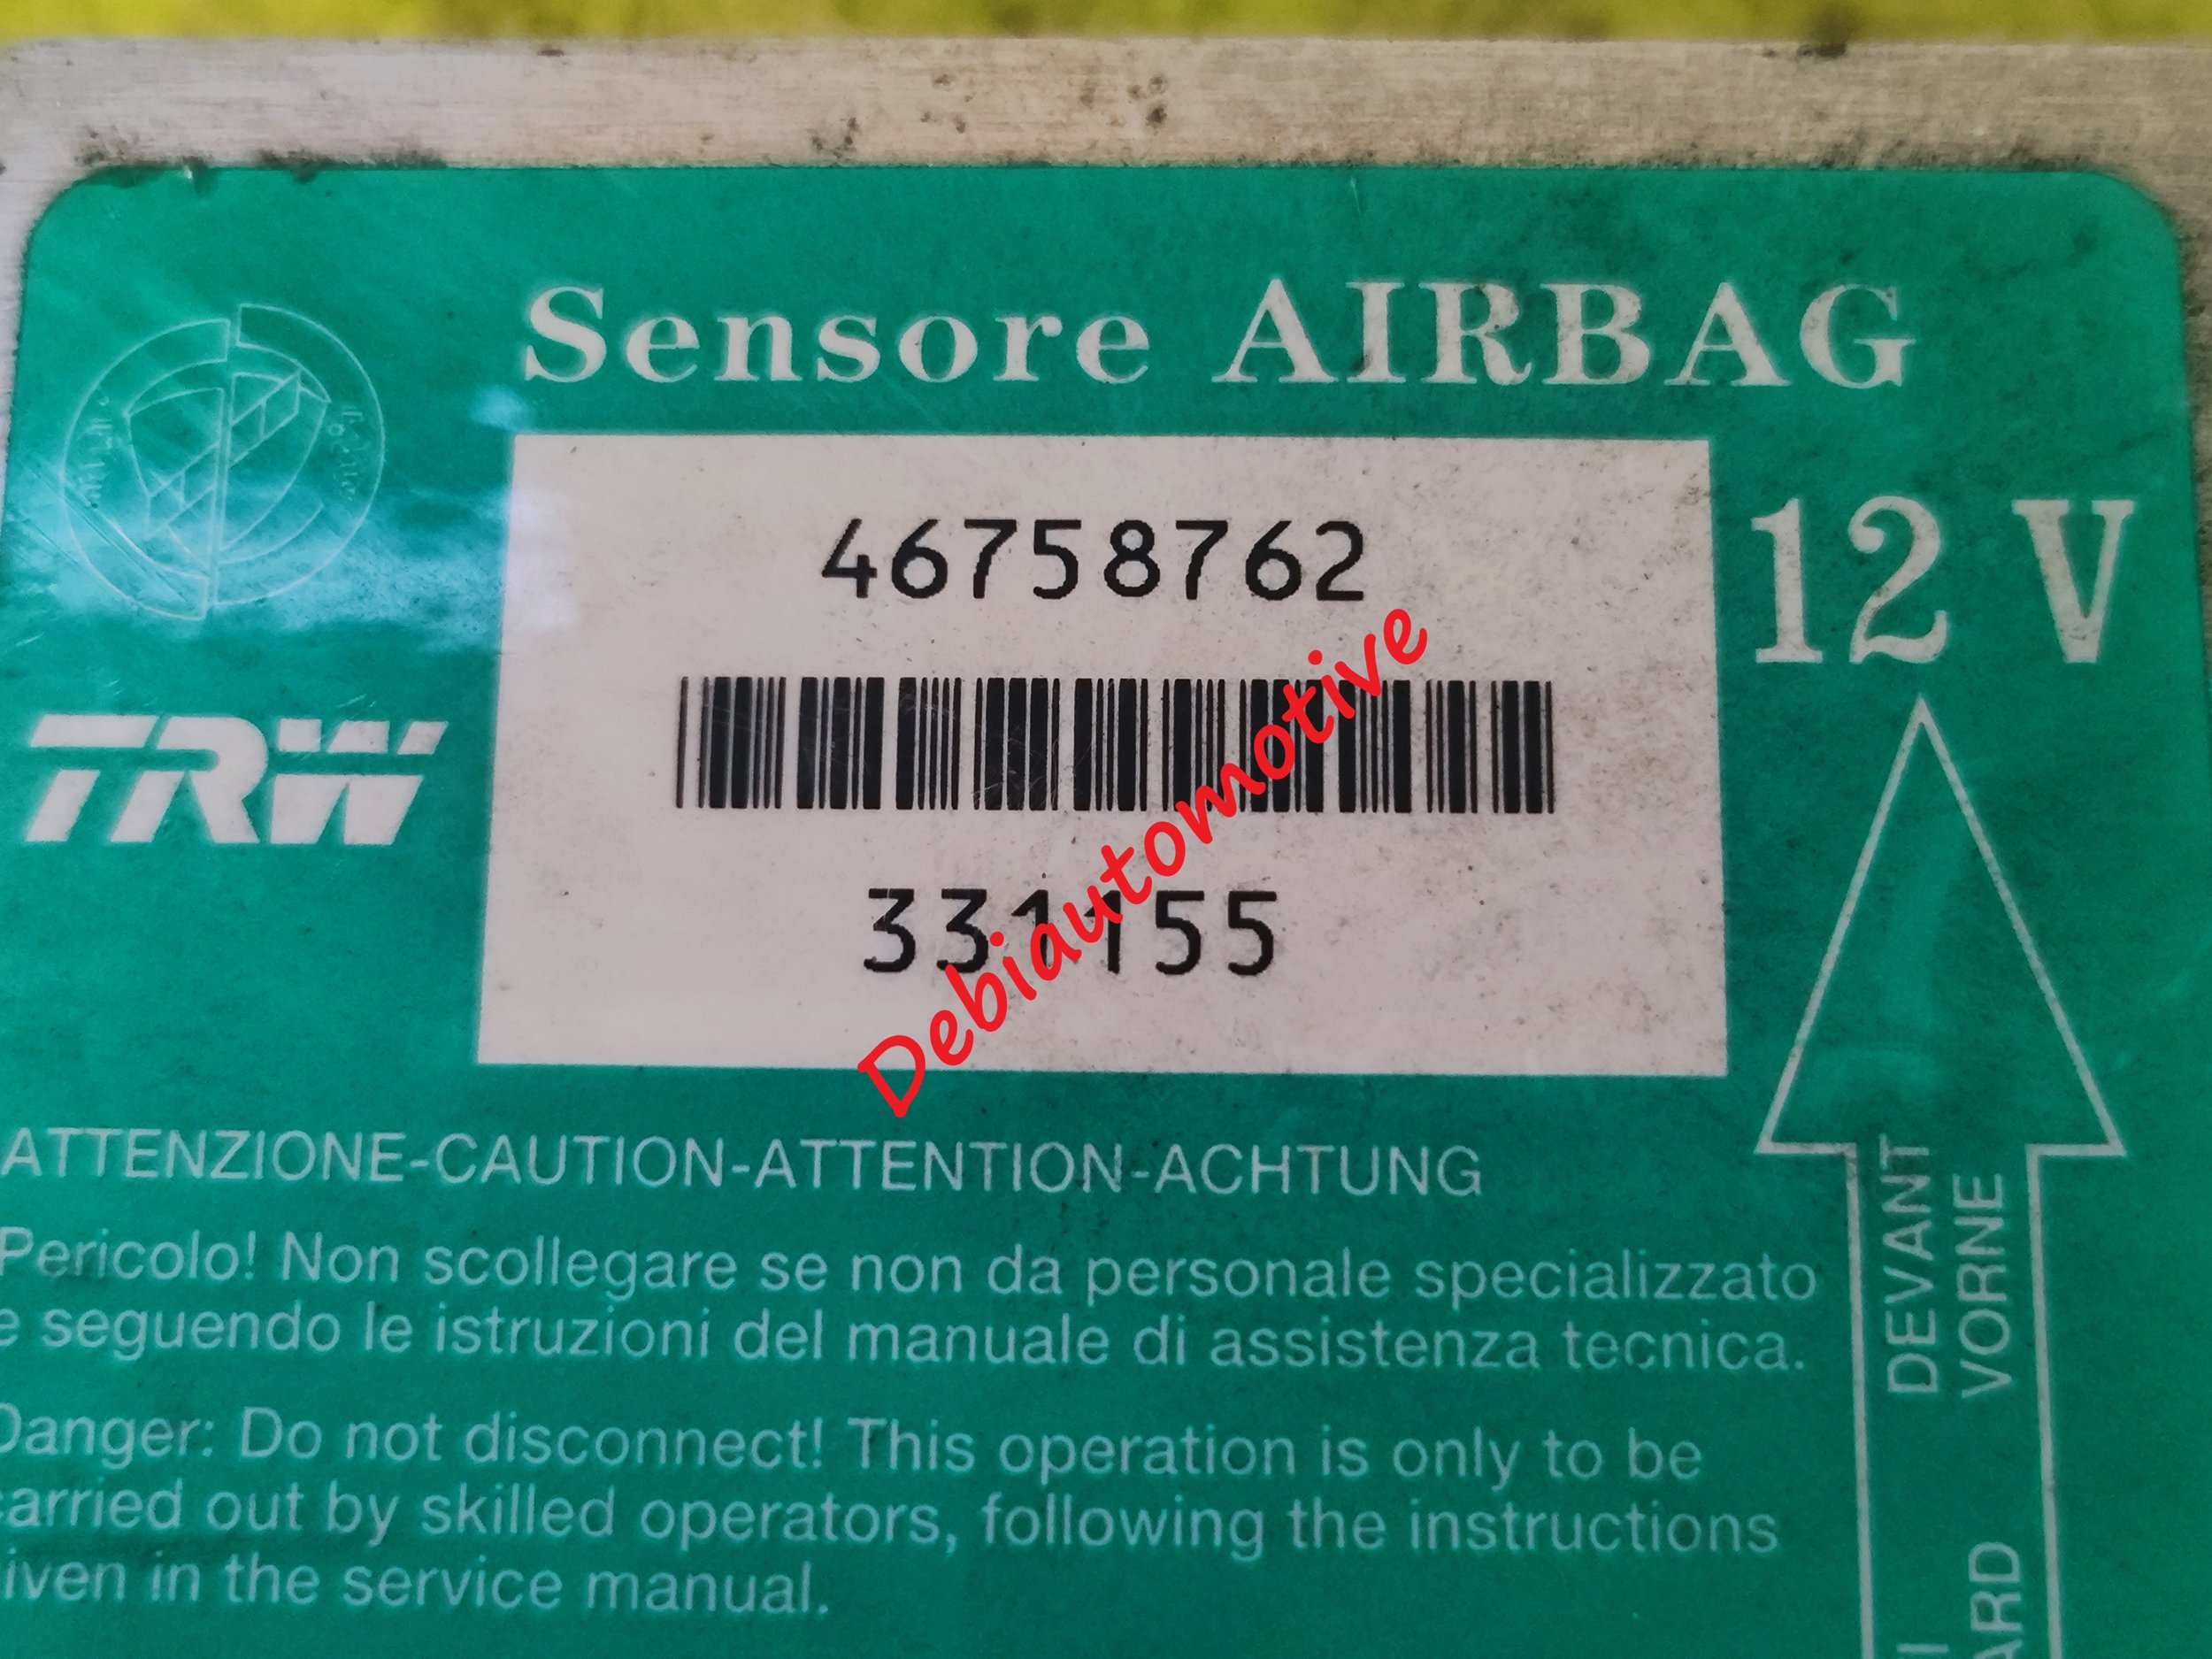 Sensore AIRBAG
46758762
12 V
TRW
331155
Debiautomotive
ATTENZIONE-CAUTION-ATTENTION-ACHTUNG
Pericolo! Non scollegare se non da personale specializzato
e seguendo le istruzioni del manuale di assistenza tecnica.
Danger: Do not disconnect! This operation is only to be
carried out by skilled operators, following the instructions
iven in the service manual.
DEVANT
VORNE
ARD